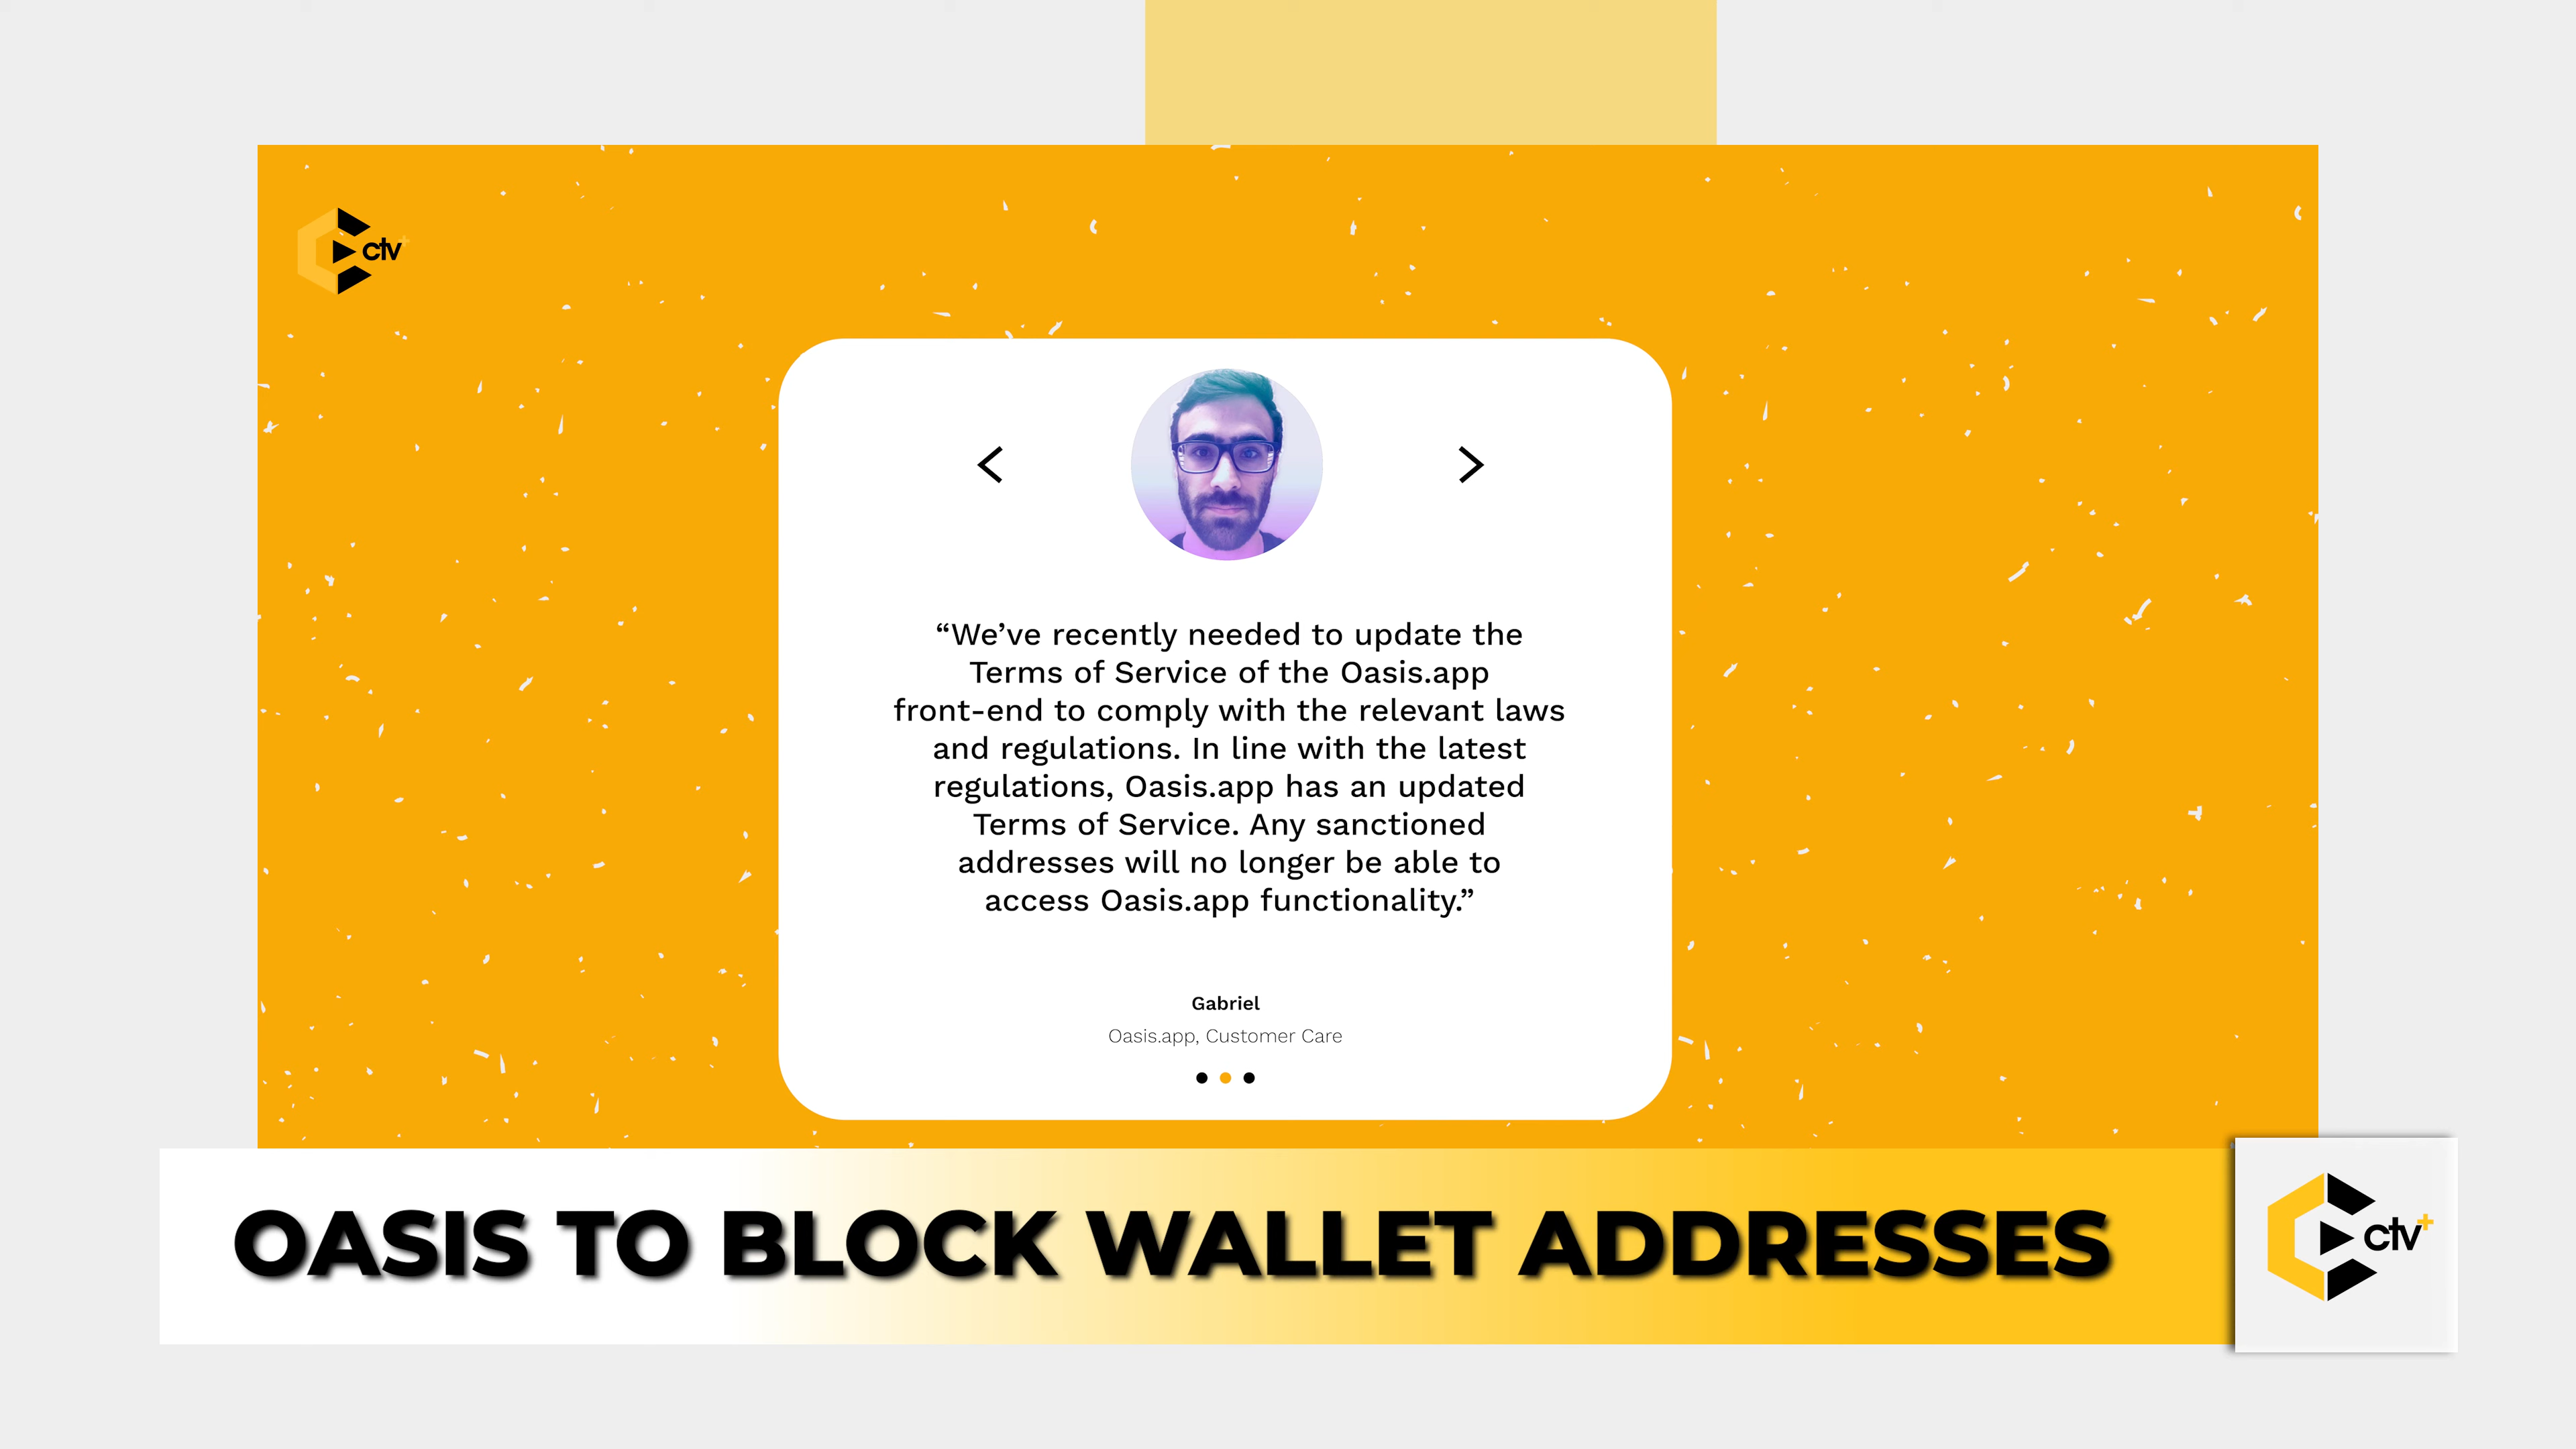 ctv+
“We’ve recently needed to update the
Terms of Service of the Oasis.app
front-end to comply with the relevant laws
and regulations. In line with the latest
regulations, Oasis.app has an updated
Terms of Service. Any sanctioned
addresses will no longer be able to
access Oasis.app functionality.”
Gabriel
Oasis.app, Customer Care
OASIS TO BLOCK WALLET ADDRESSES
ctv+